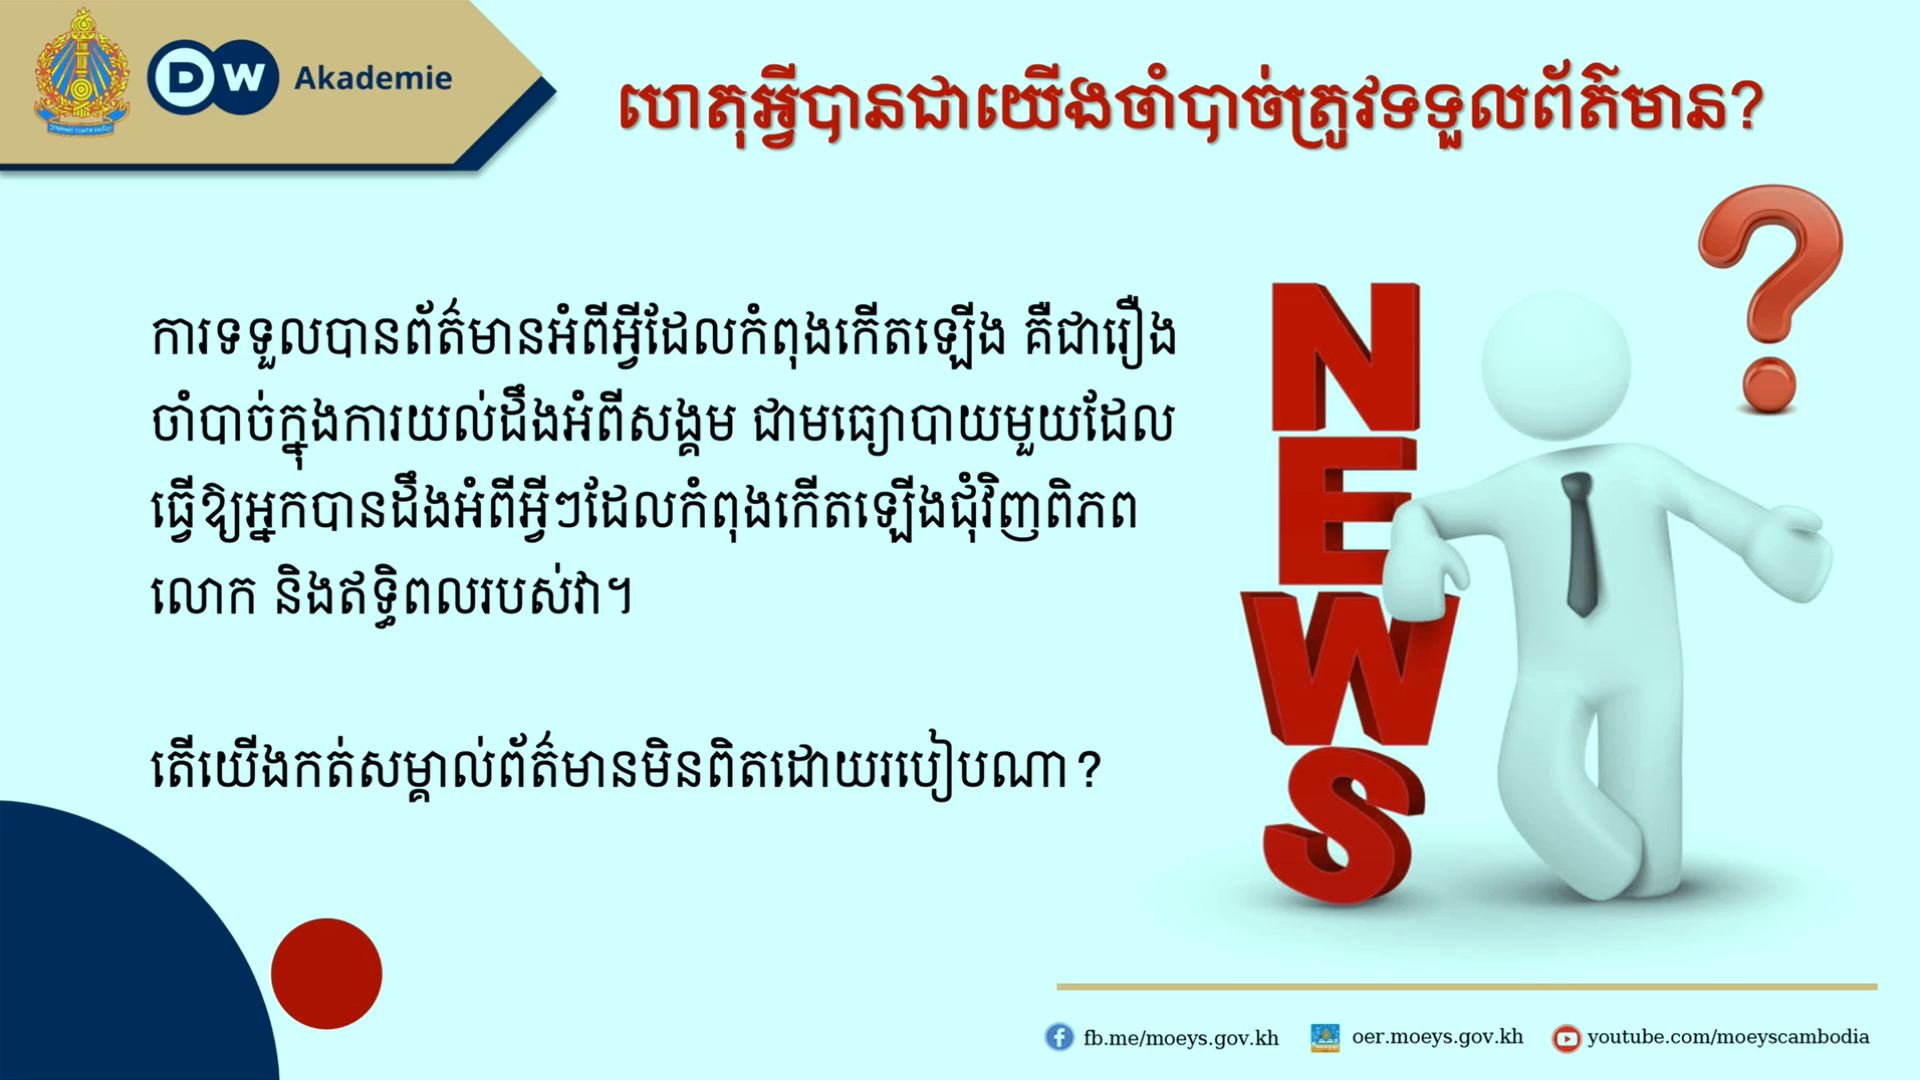 DW Akademie
ហេតុអ្វីបានជាយើងចាំបាច់ត្រូវទទួលព័ត៌មាន?
ការទទួលបានព័ត៌មានអំពីអ្វីដែលកំពុងកើតឡើង គឺជារឿង
ចាំបាច់ក្នុងការយល់ដឹងអំពីសង្គម ជាមធ្យោបាយមួយដែល
ធ្វើឱ្យអ្នកបានដឹងអំពីអ្វីៗដែលកំពុងកើតឡើងជុំវិញពិភព
លោក និងឥទ្ធិពលរបស់វា។
តើយើងកត់សម្គាល់ព័ត៌មានមិនពិតដោយរបៀបណា?
?
N
E
W
S
fb.me/moeys.gov.kh oer.moeys.gov.kh youtube.com/moeyscambodia